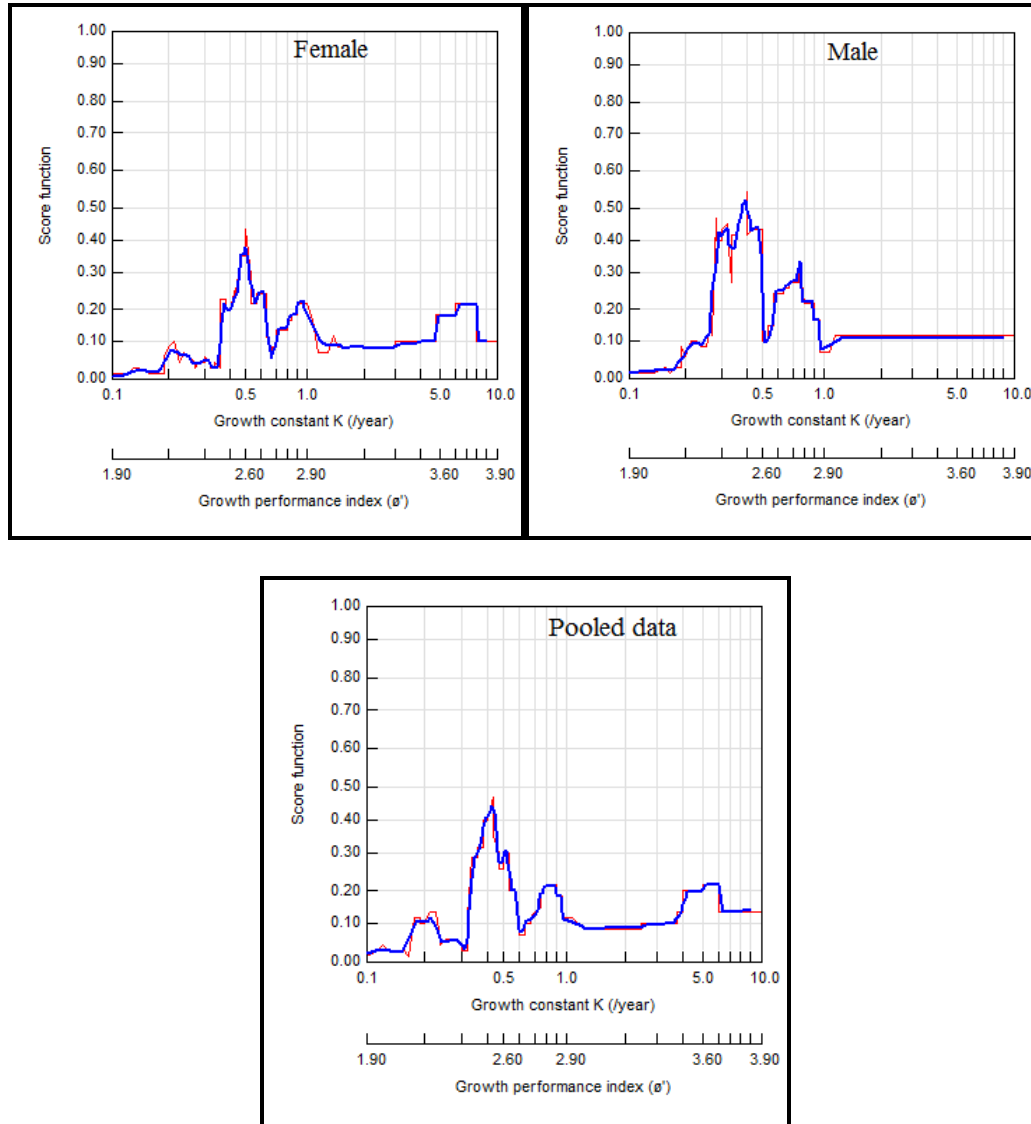 Female
1.00
0.90
0.80
0.70
0.60
0.50
0.40
0.30
0.20
0.10
0.00
Score function
0.1 0.5 1.0 5.0 10.0
Growth constant K (/year)
1.90 2.60 2.90 3.60 3.90
Growth performance index (ø')
Male
1.00
0.90
0.80
0.70
0.60
0.50
0.40
0.30
0.20
0.10
0.00
Score function
0.1 0.5 1.0 5.0 10.0
Growth constant K (/year)
1.90 2.60 2.90 3.60 3.90
Growth performance index (ø')
Pooled data
1.00
0.90
0.80
0.70
0.60
0.50
0.40
0.30
0.20
0.10
0.00
Score function
0.1 0.5 1.0 5.0 10.0
Growth constant K (/year)
1.90 2.60 2.90 3.60 3.90
Growth performance index (ø')